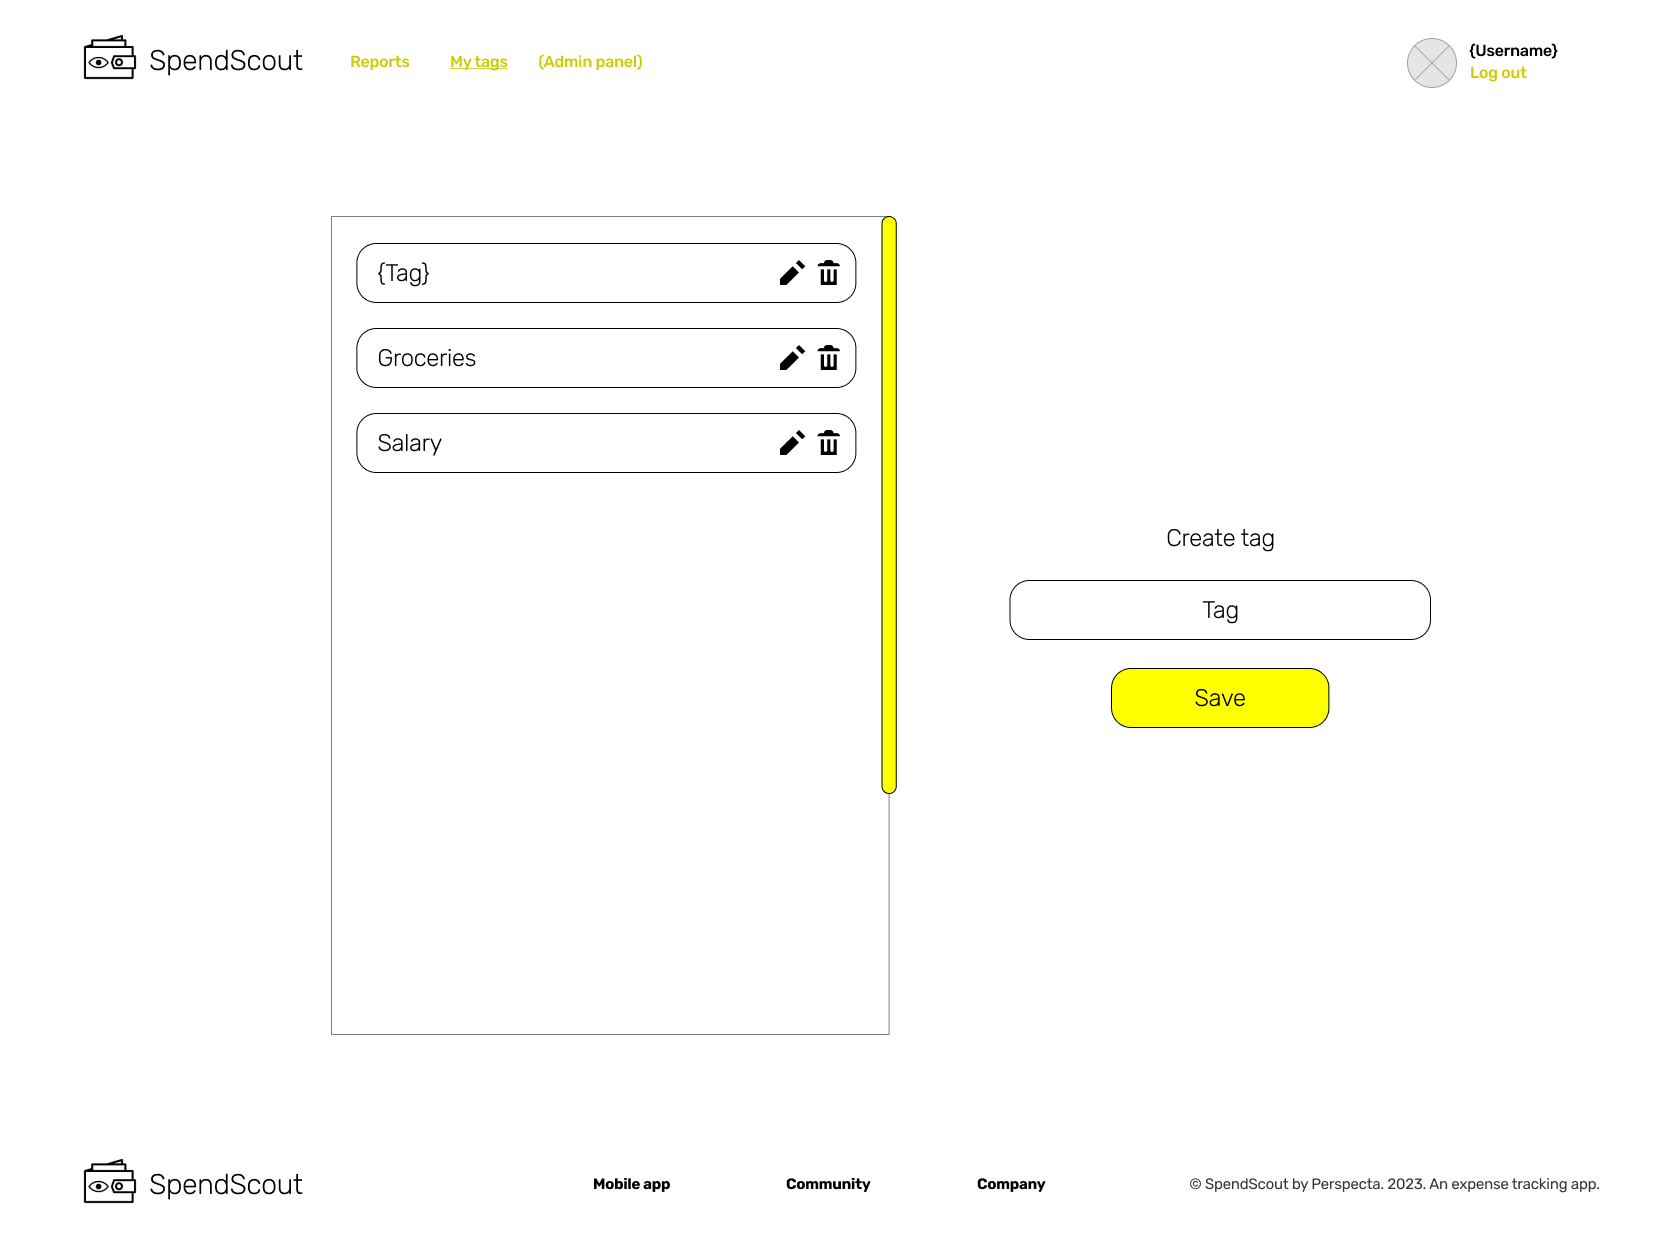 SpendScout
Reports
My tags
(Admin panel)
{Username}
Log out
{Tag}
Groceries
Salary
Create tag
Tag
Save
SpendScout
Mobile app
Community
Company
© SpendScout by Perspecta. 2023. An expense tracking app.